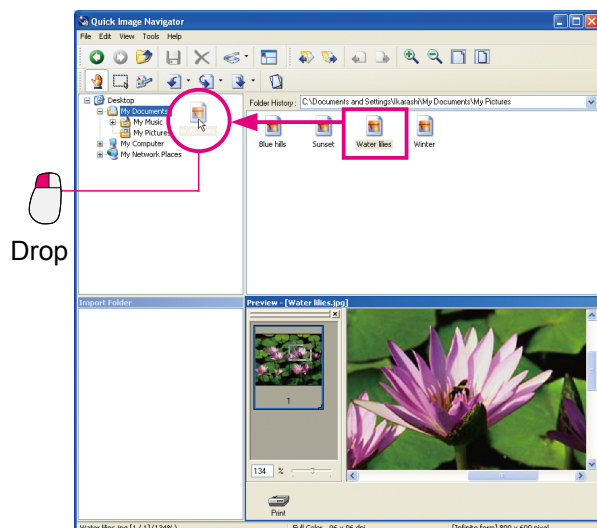 Quick Image Navigator
File Edit View Tools Help
Desktop
My Documents
My Music
My Pictures
My Computer
My Network Places
Folder History : C:\Documents and Settings\Ikarashi\My Documents\My Pictures
Blue hills Sunset Water lilies Winter
Drop
Import Folder
Preview - [Water lilies.jpg]
1
134 %
Print
Water lilies.jpg [1 / 1] (134% ) Full Color 96 x 96 dpi [Infinite form] 800 x 600 pixel